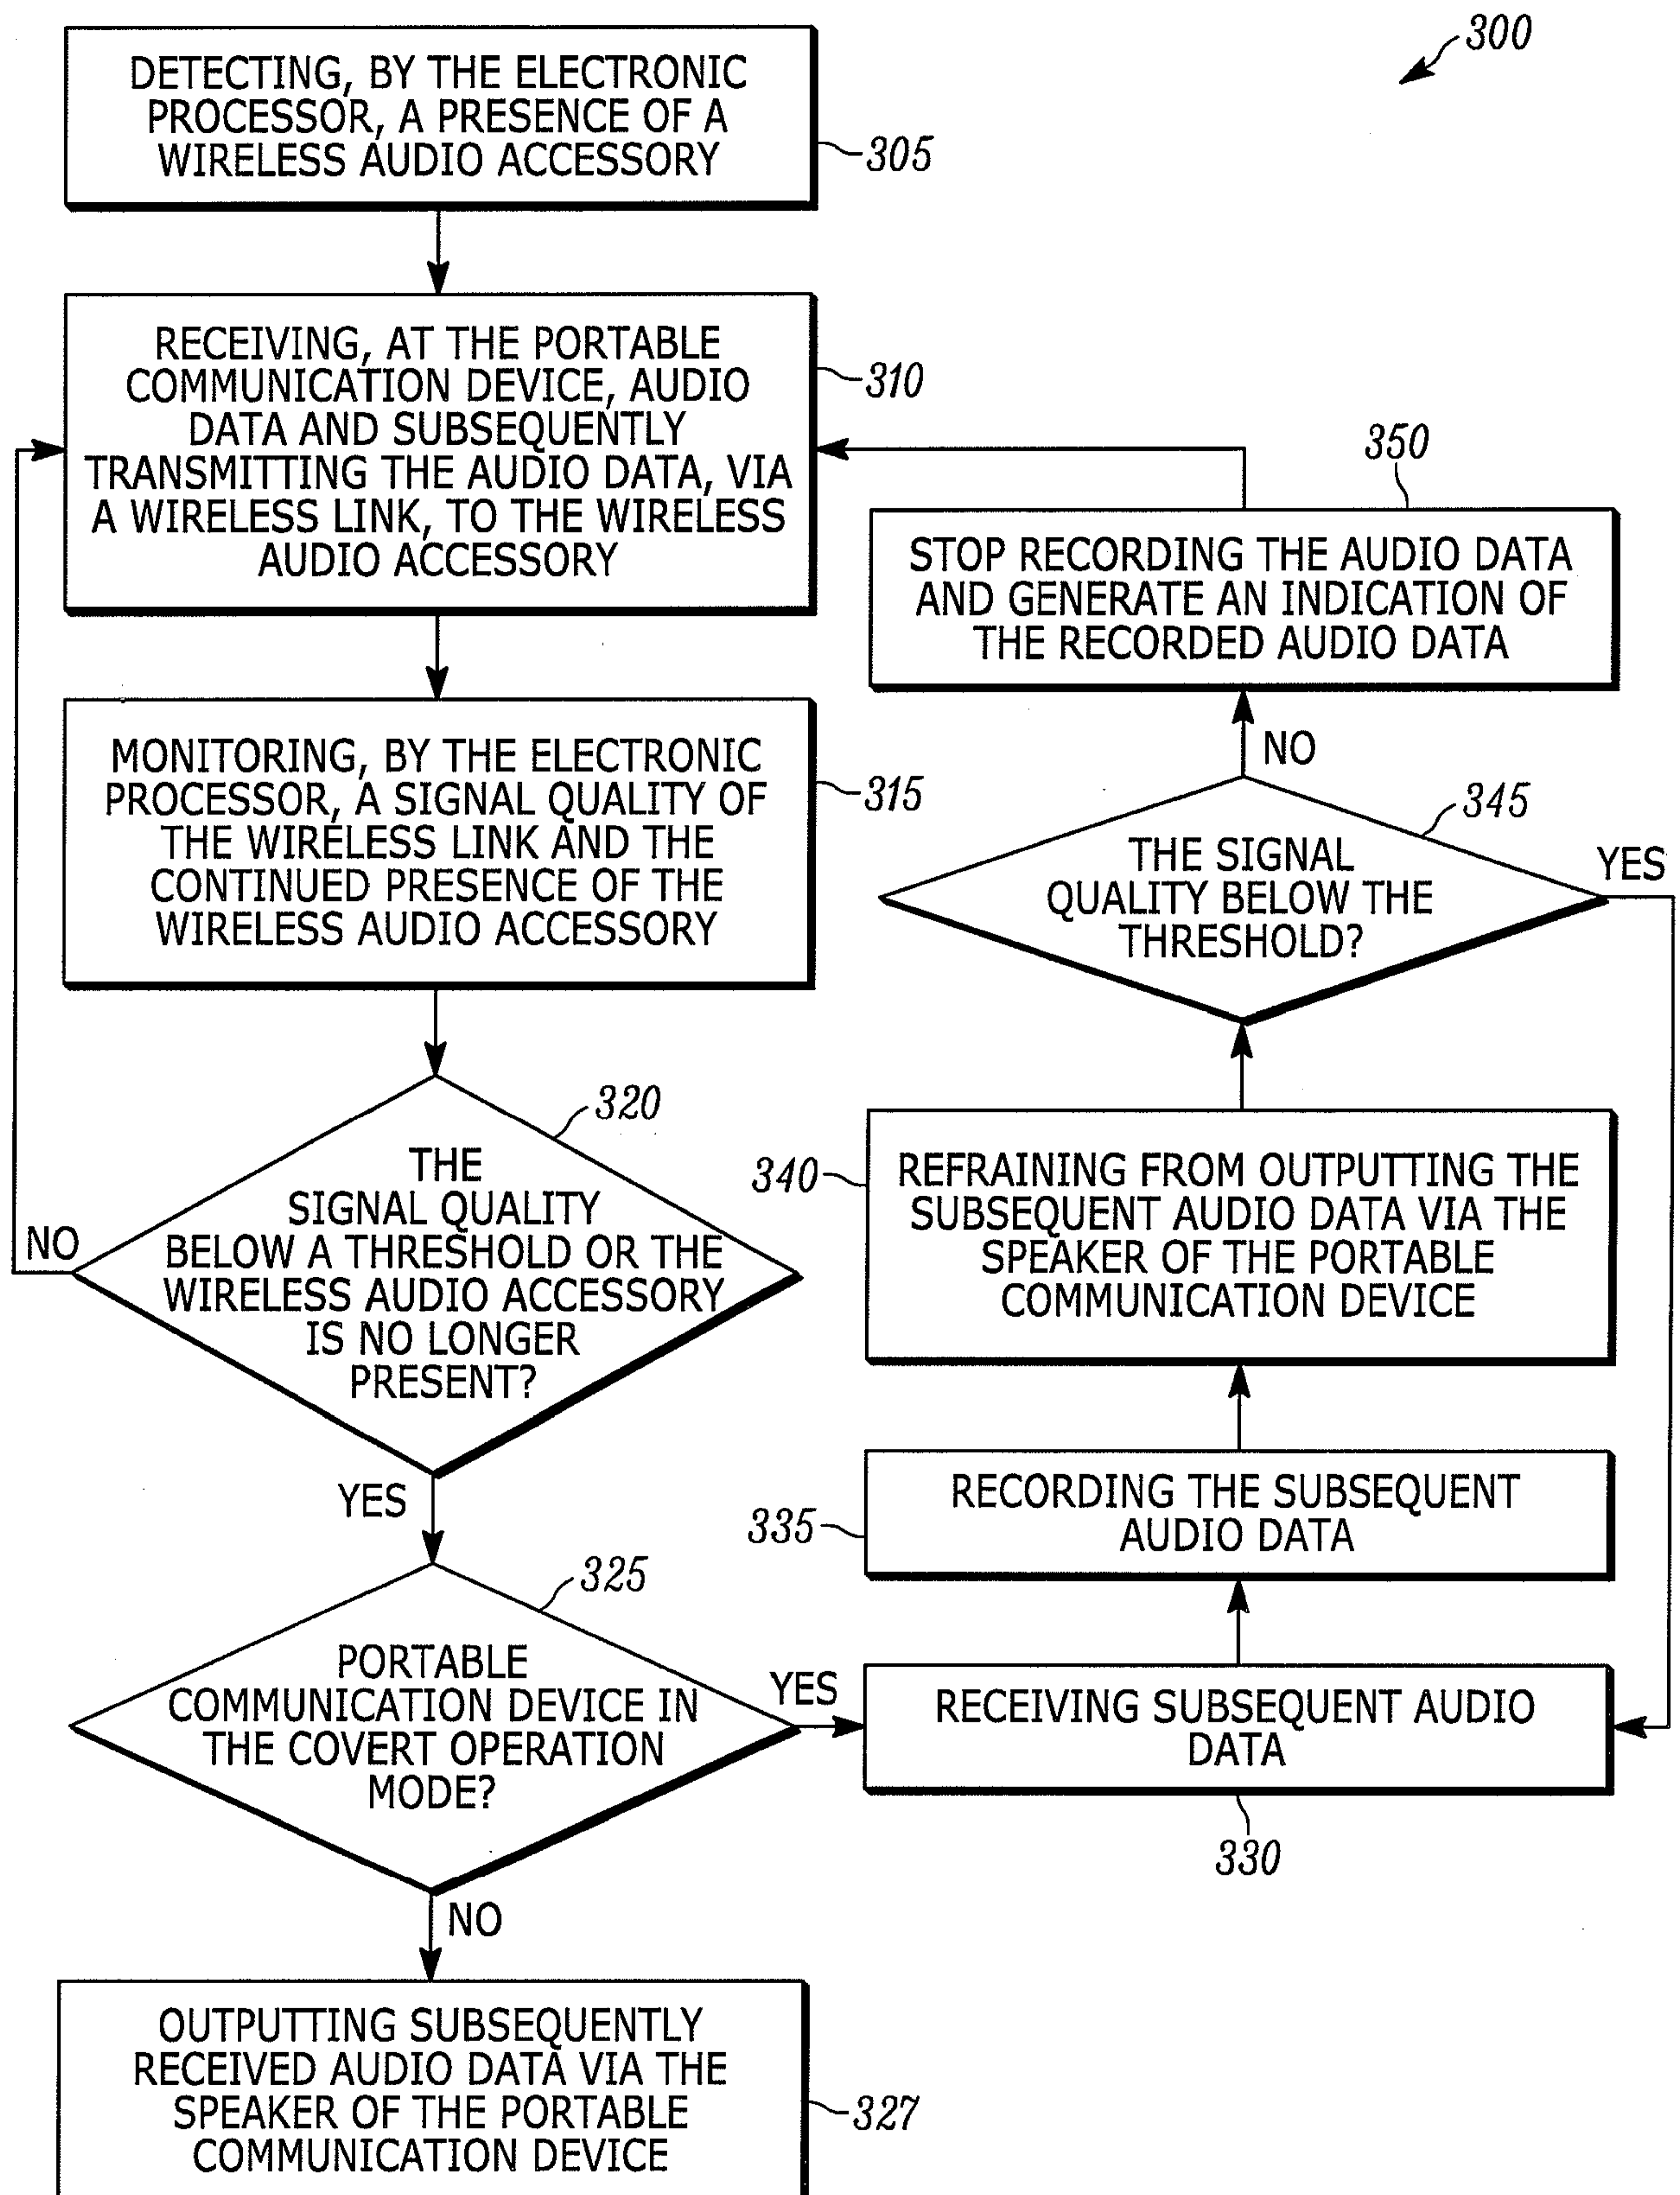 300
DETECTING, BY THE ELECTRONIC
PROCESSOR, A PRESENCE OF A
WIRELESS AUDIO ACCESSORY
305
RECEIVING, AT THE PORTABLE
COMMUNICATION DEVICE, AUDIO
DATA AND SUBSEQUENTLY
TRANSMITTING THE AUDIO DATA, VIA
A WIRELESS LINK, TO THE WIRELESS
AUDIO ACCESSORY
310
MONITORING, BY THE ELECTRONIC
PROCESSOR, A SIGNAL QUALITY OF
THE WIRELESS LINK AND THE
CONTINUED PRESENCE OF THE
WIRELESS AUDIO ACCESSORY
315
THE
SIGNAL QUALITY
BELOW A THRESHOLD OR THE
WIRELESS AUDIO ACCESSORY
IS NO LONGER
PRESENT?
320
NO
YES
PORTABLE
COMMUNICATION DEVICE IN
THE COVERT OPERATION
MODE?
325
YES
NO
OUTPUTTING SUBSEQUENTLY
RECEIVED AUDIO DATA VIA THE
SPEAKER OF THE PORTABLE
COMMUNICATION DEVICE
327
RECEIVING SUBSEQUENT AUDIO
DATA
330
RECORDING THE SUBSEQUENT
AUDIO DATA
335
REFRAINING FROM OUTPUTTING THE
SUBSEQUENT AUDIO DATA VIA THE
SPEAKER OF THE PORTABLE
COMMUNICATION DEVICE
340
THE SIGNAL
QUALITY BELOW THE
THRESHOLD?
345
YES
NO
STOP RECORDING THE AUDIO DATA
AND GENERATE AN INDICATION OF
THE RECORDED AUDIO DATA
350